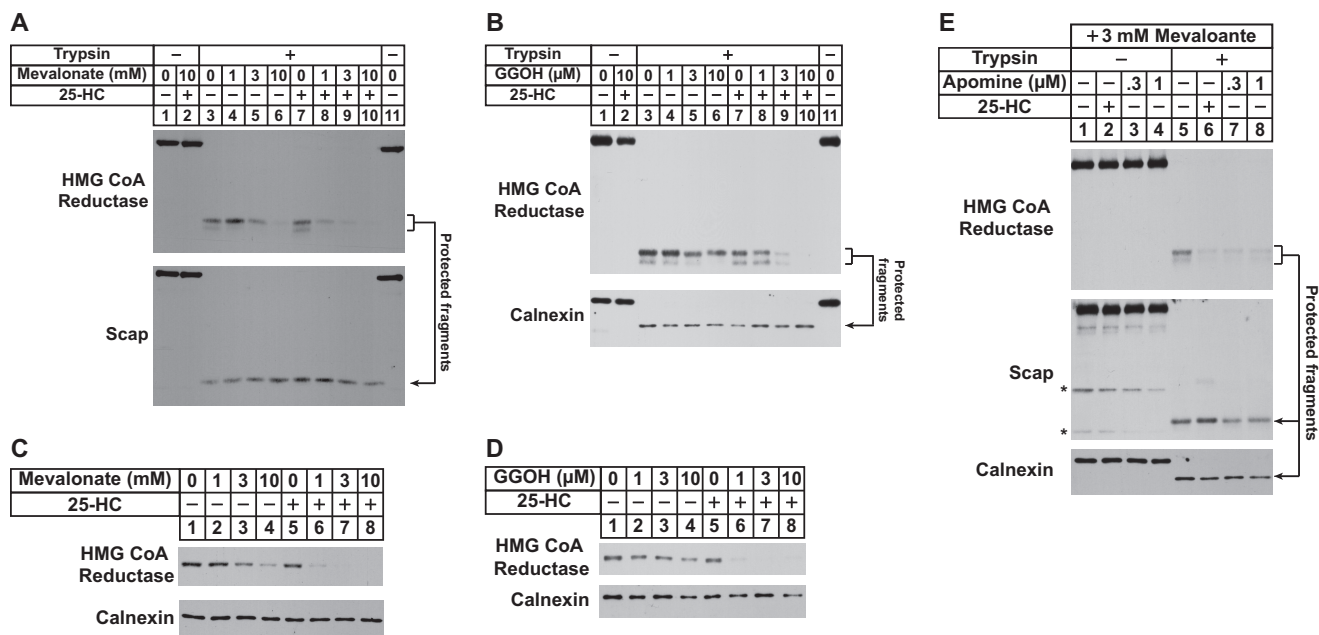 A
Trypsin − + −
Mevalonate (mM) 0 10 0 1 3 10 0 1 3 10 0
25-HC − + − − − − + + + + −
1 2 3 4 5 6 7 8 9 10 11
HMG CoA
Reductase
Scap
Protected fragments
B
Trypsin − + −
GGOH (µM) 0 10 0 1 3 10 0 1 3 10 0
25-HC − + − − − − + + + + −
1 2 3 4 5 6 7 8 9 10 11
HMG CoA
Reductase
Calnexin
Protected
fragments
C
Mevalonate (mM) 0 1 3 10 0 1 3 10
25-HC − − − − + + + +
1 2 3 4 5 6 7 8
HMG CoA
Reductase
Calnexin
D
GGOH (µM) 0 1 3 10 0 1 3 10
25-HC − − − − + + + +
1 2 3 4 5 6 7 8
HMG CoA
Reductase
Calnexin
E
+3 mM Mevaloante
Trypsin − +
Apomine (µM) − − .3 1 − − .3 1
25-HC − + − − − + − −
1 2 3 4 5 6 7 8
HMG CoA
Reductase
Scap
*
*
Calnexin
Protected fragments